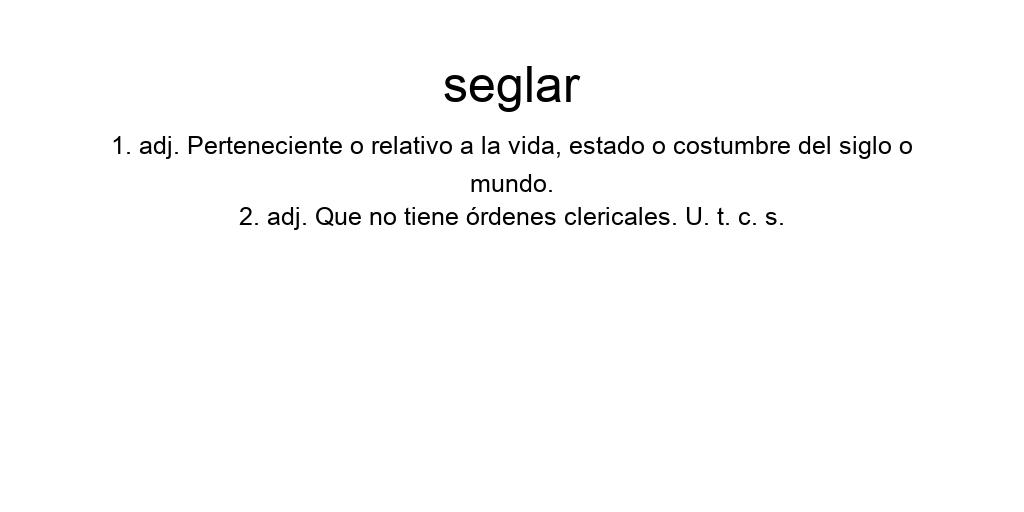 seglar
1. adj. Perteneciente o relativo a la vida, estado o costumbre del siglo o
mundo.
2. adj. Que no tiene órdenes clericales. U. t. c. s.